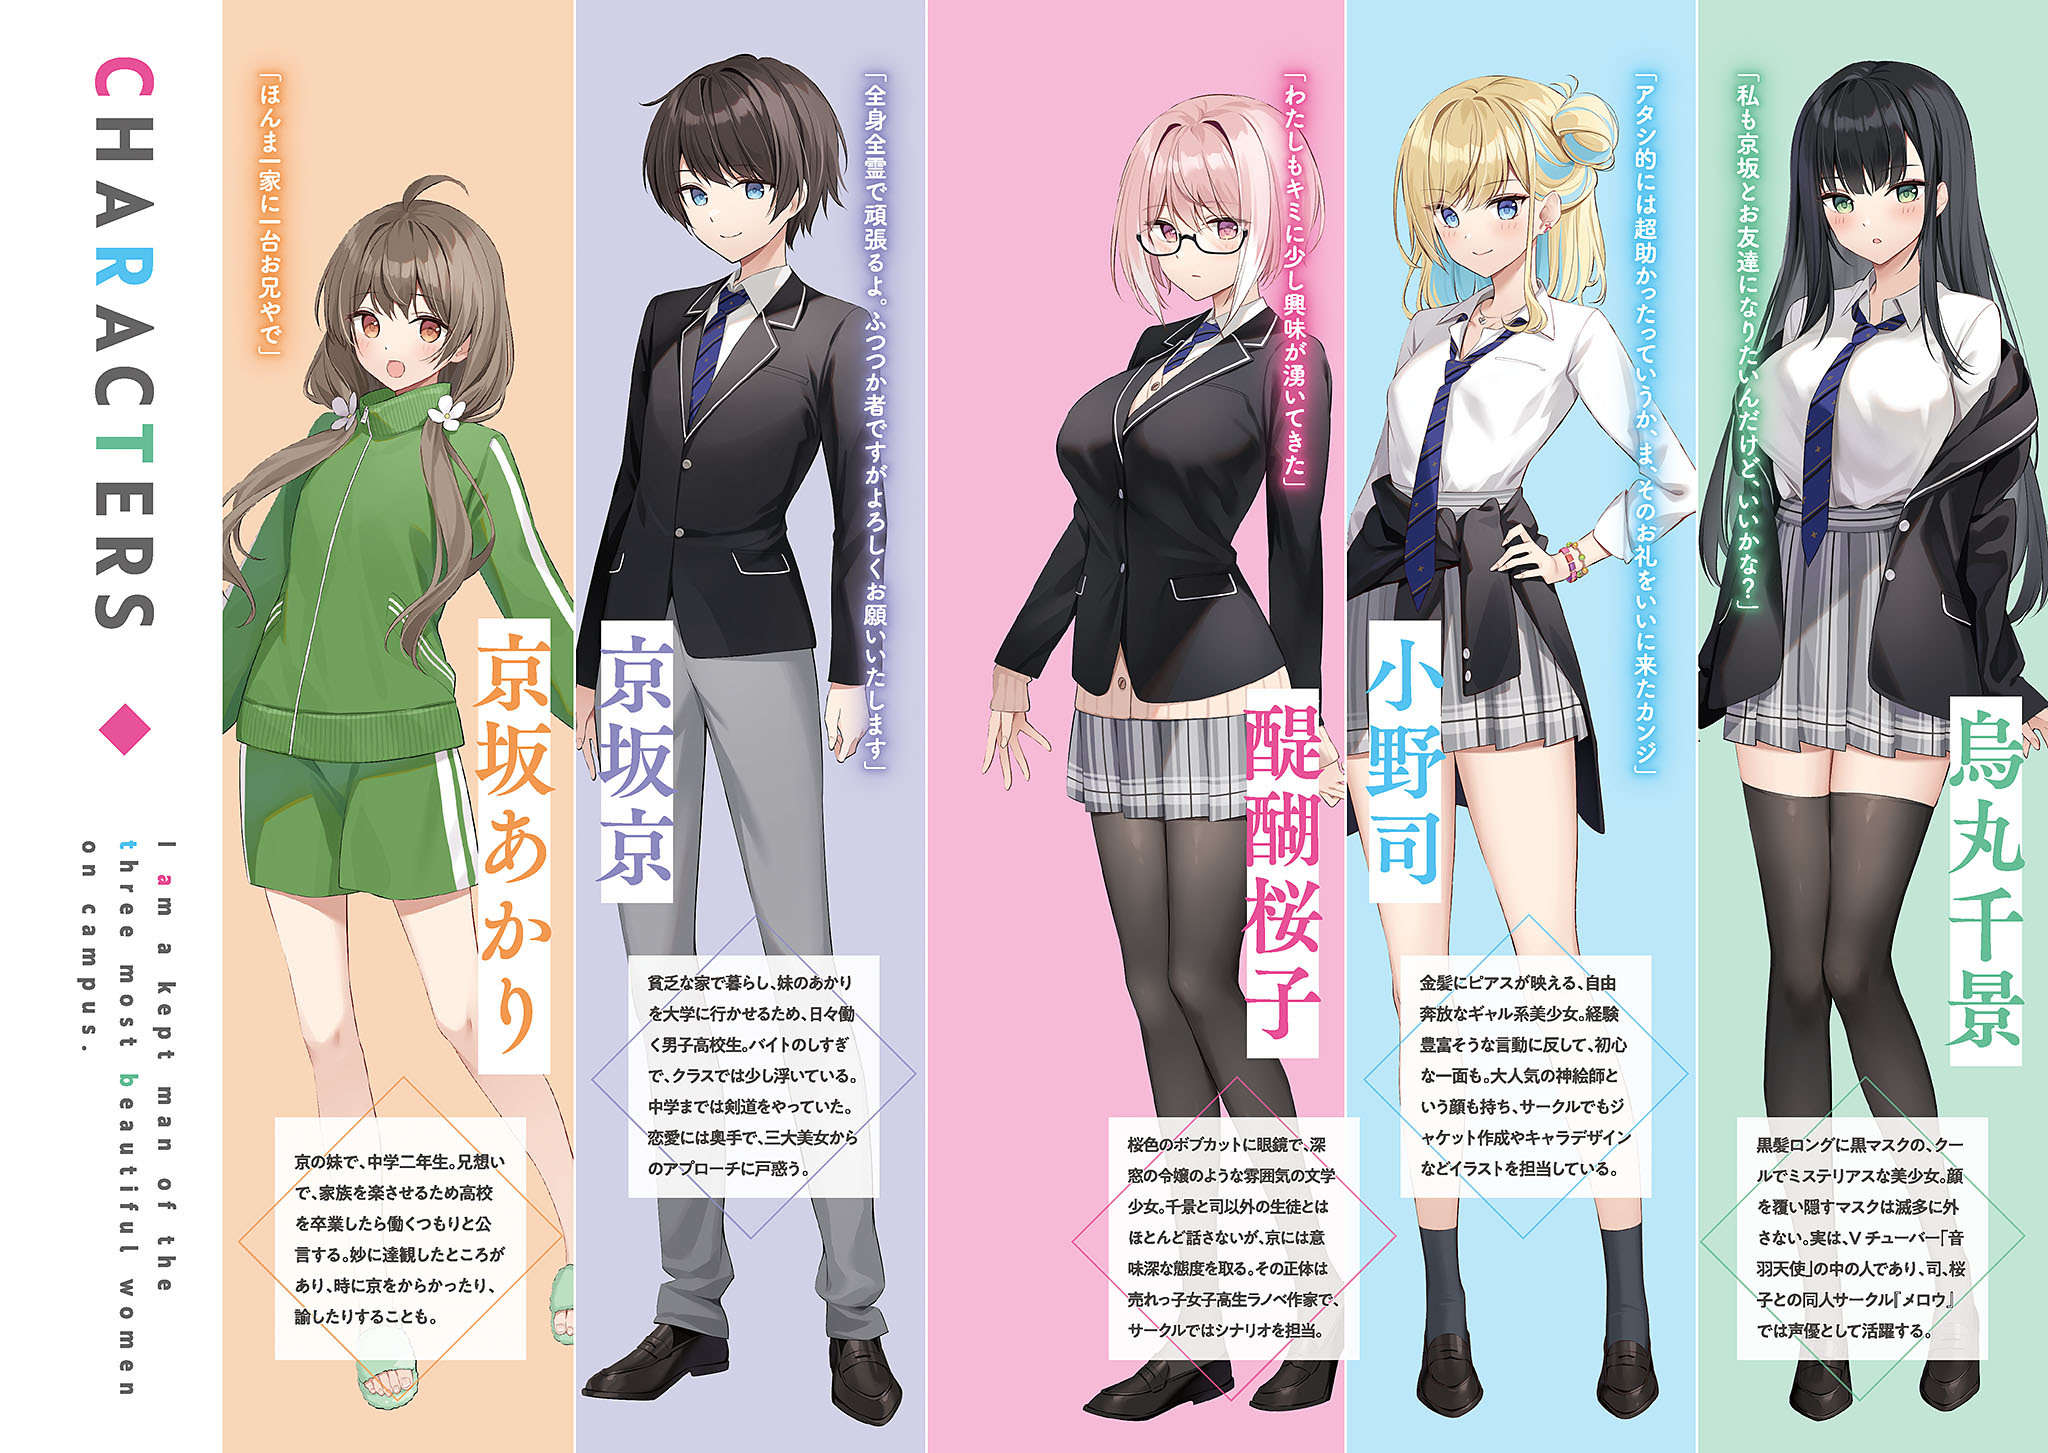 「私も京坂とお友達になりたいんだけど、いいかな？」
烏丸千景
黒髪ロングに黒マスクの、クー
ルでミステリアスな美少女。顔
を覆い隠すマスクは滅多に外
さない。実は、Vチューバー「音
羽天使」の中の人であり、司、桜
子との同人サークル『メロウ』
では声優として活躍する。
「アタシ的には超助かったっていうか、ま、そのお礼をいいに来たカンジ」
小野司
金髪にピアスが映える、自由
奔放なギャル系美少女。経験
豊富そうな言動に反して、初心
な一面も。大人気の神絵師と
いう顔も持ち、サークルでもジ
ャケット作成やキャラデザイン
などイラストを担当している。
「わたしもキミに少し興味が湧いてきた」
醍醐桜子
桜色のボブカットに眼鏡で、深
窓の令嬢のような雰囲気の文学
少女。千景と司以外の生徒とは
ほとんど話さないが、京には意
味深な態度を取る。その正体は
売れっ子女子高生ラノベ作家で、
サークルではシナリオを担当。
「全身全霊で頑張るよ。ふつつか者ですがよろしくお願いいたします」
京坂京
貧乏な家で暮らし、妹のあかり
を大学に行かせるため、日々働
く男子高校生。バイトのしすぎ
で、クラスでは少し浮いている。
中学までは剣道をやっていた。
恋愛には奥手で、三大美女から
のアプローチに戸惑う。
「ほんま一家に一台お兄やで」
京坂あかり
京の妹で、中学二年生。兄想い
で、家族を楽させるため高校
を卒業したら働くつもりと公
言する。妙に達観したところが
あり、時に京をからかったり、
諭したりすることも。
CHARACTERS
I am a kept man of the
three most beautiful women
on campus.